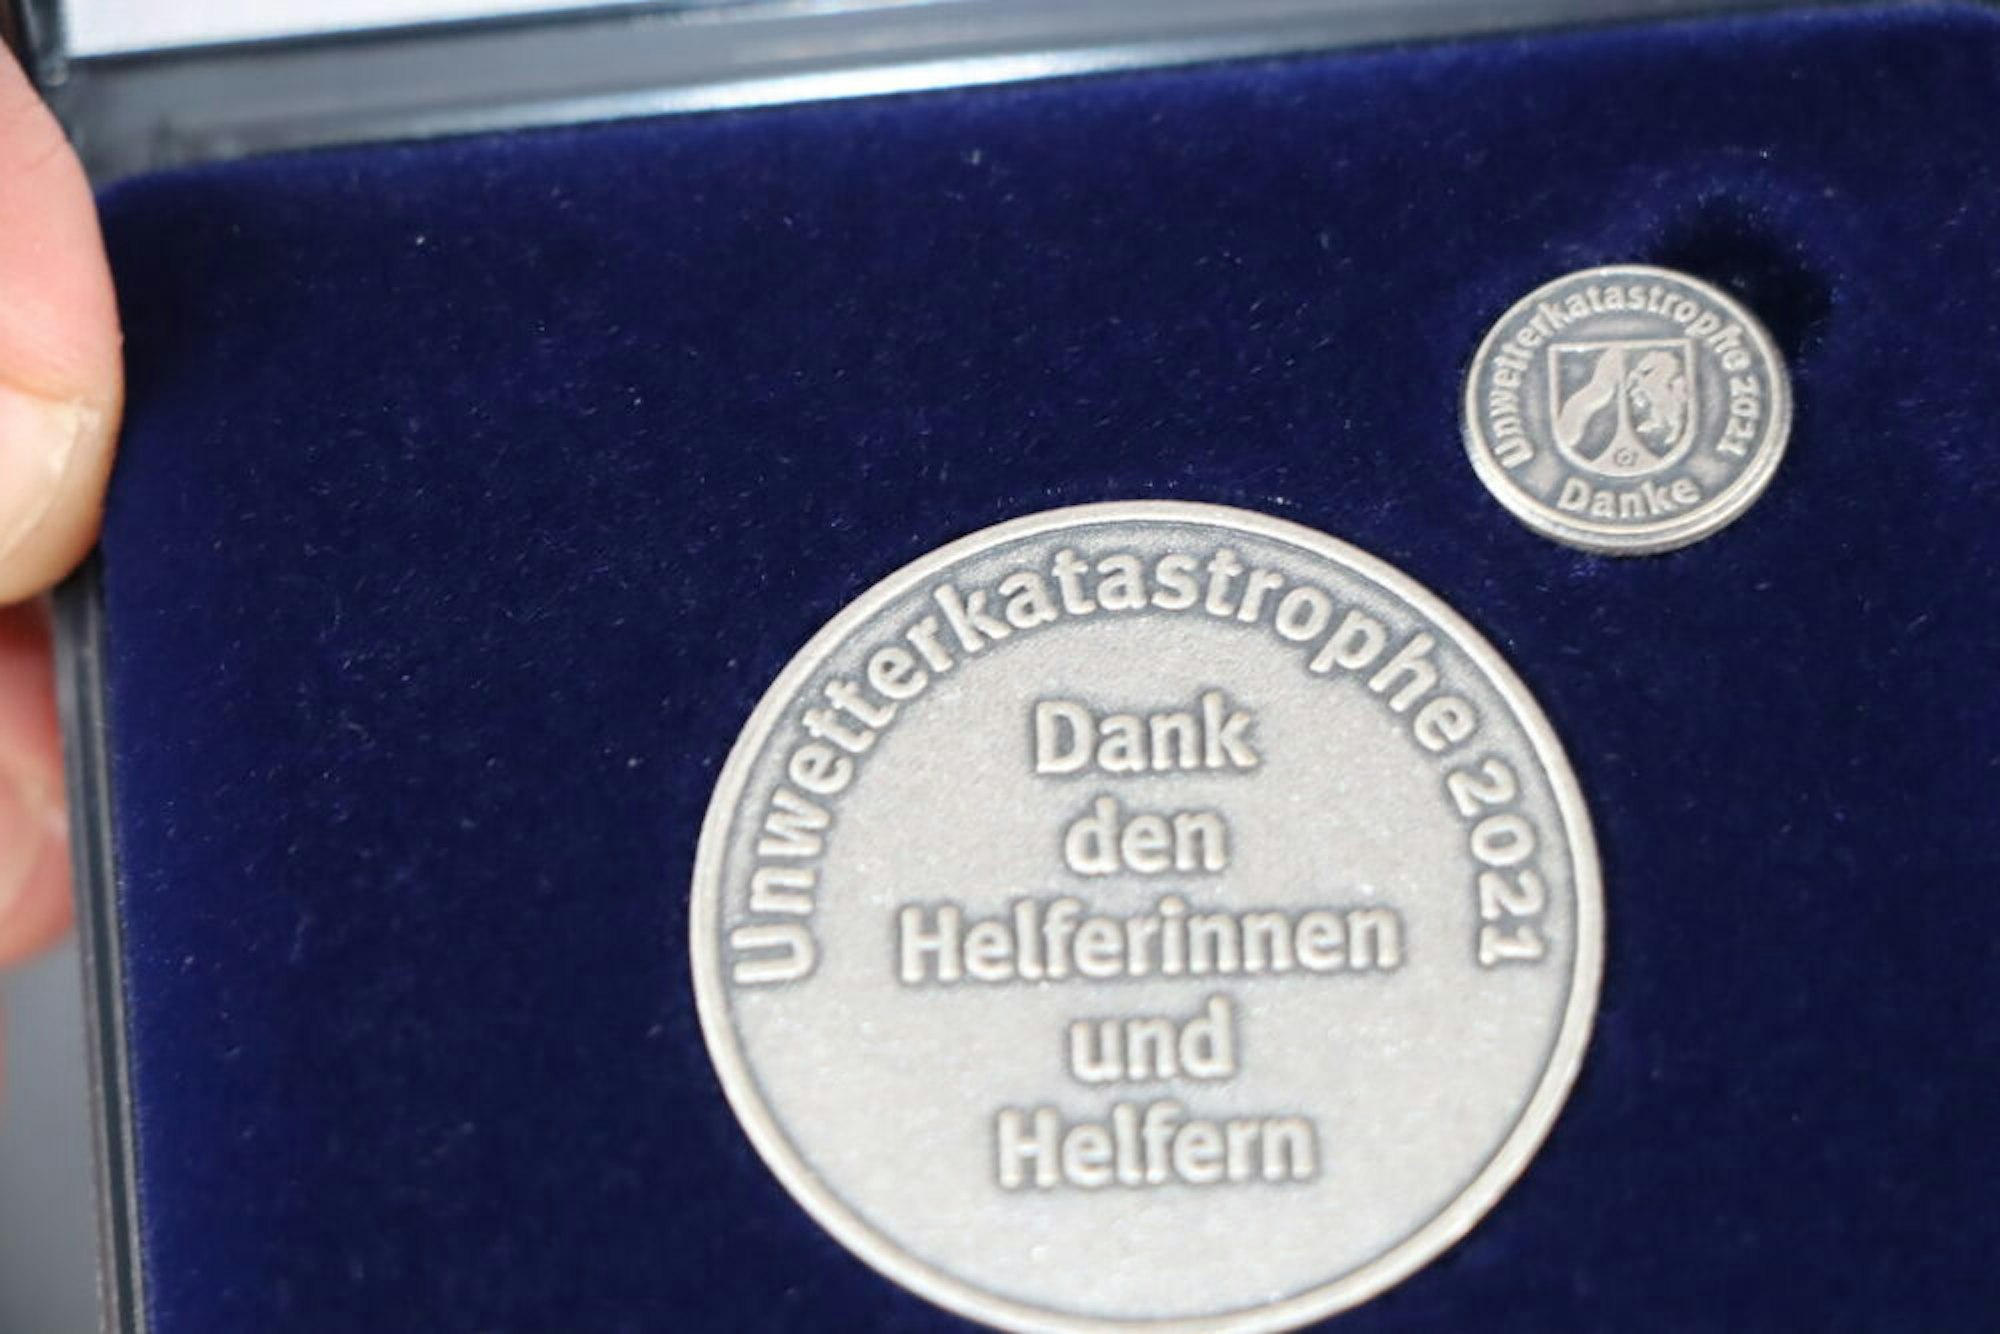 Unwetterkatastrophe 2021
Danke
Unwetterkatastrophe 2021
Dank
den
Helferinnen
und
Helfern